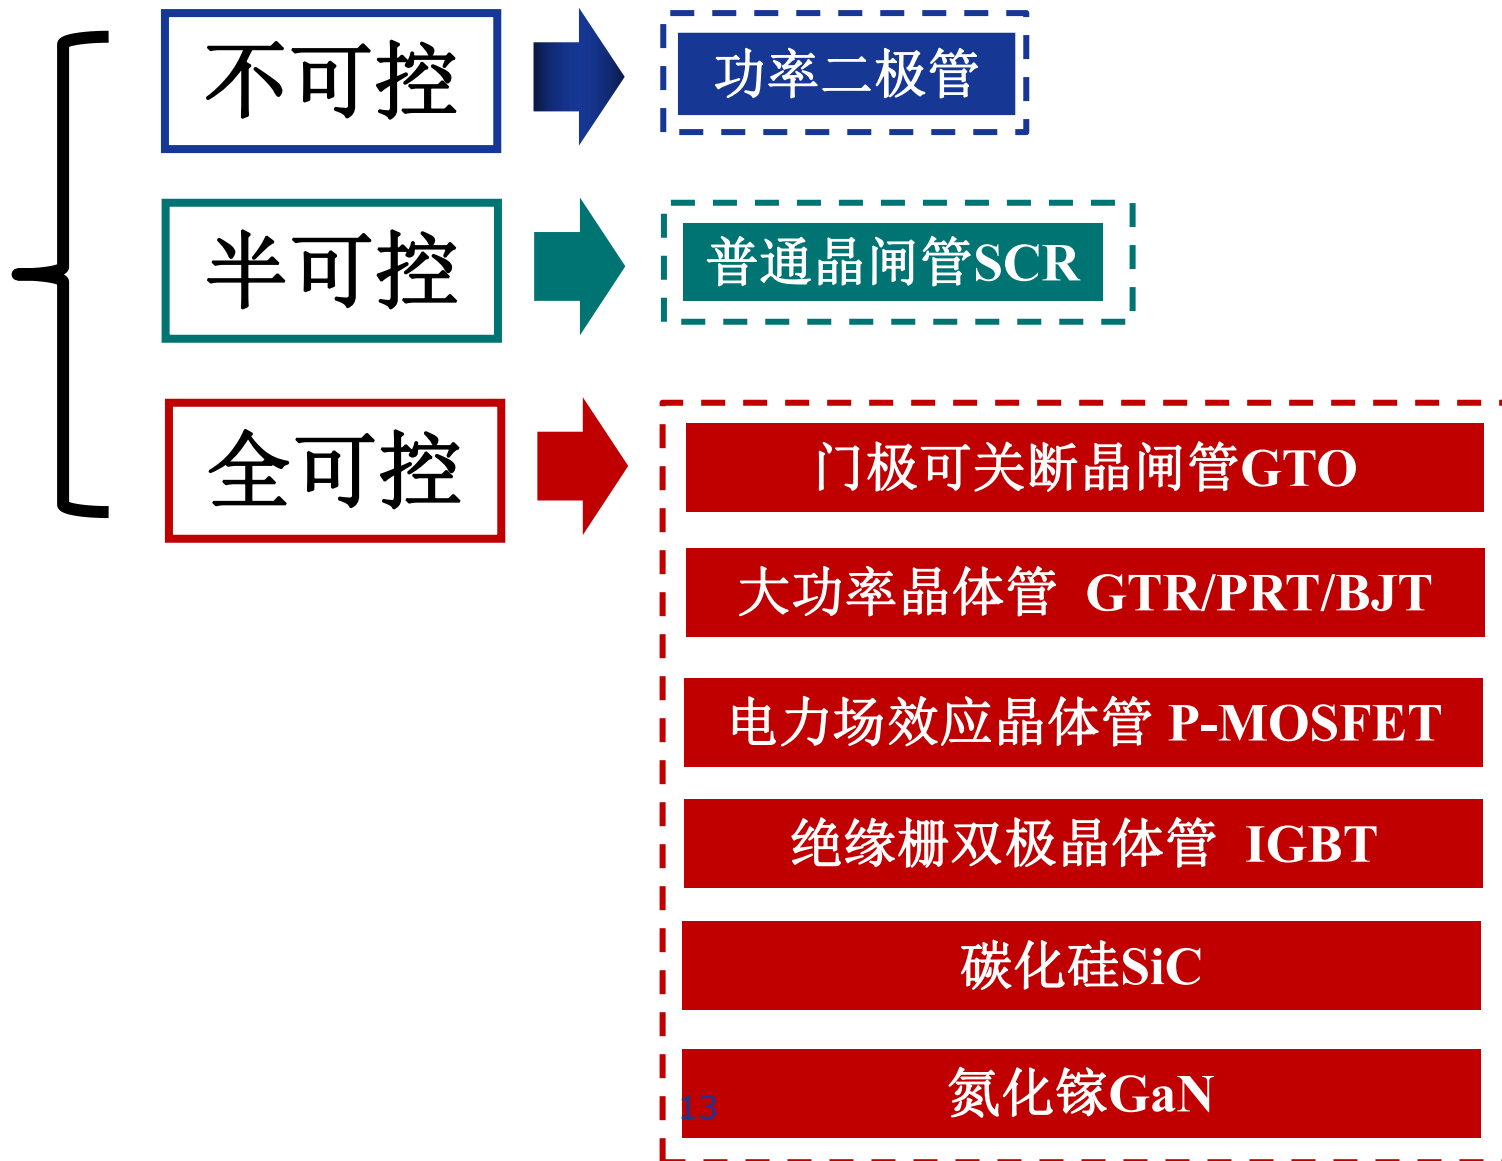 不可控
功率二极管
半可控
普通晶闸管SCR
全可控
门极可关断晶闸管GTO
大功率晶体管 GTR/PRT/BJT
电力场效应晶体管 P-MOSFET
绝缘栅双极晶体管 IGBT
碳化硅SiC
氮化镓GaN
13